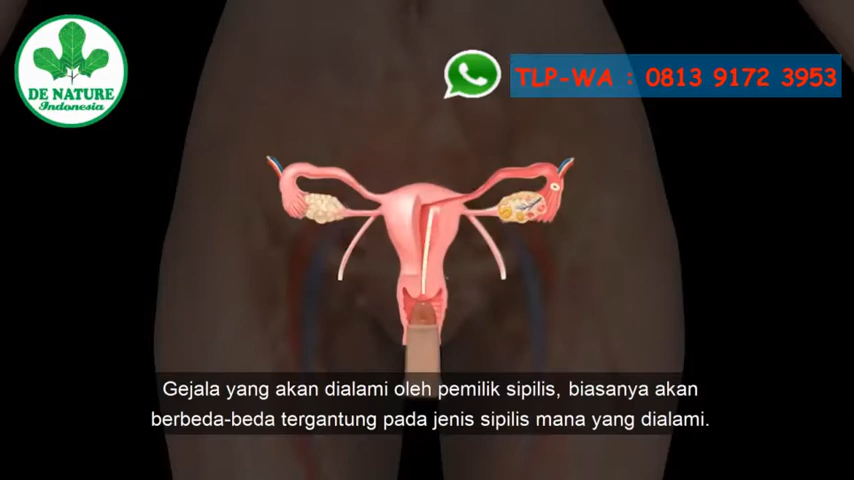 DE NATURE
Indonesia
TLP-WA : 0813 9172 3953
Gejala yang akan dialami oleh pemilik sipilis, biasanya akan
berbeda-beda tergantung pada jenis sipilis mana yang dialami.